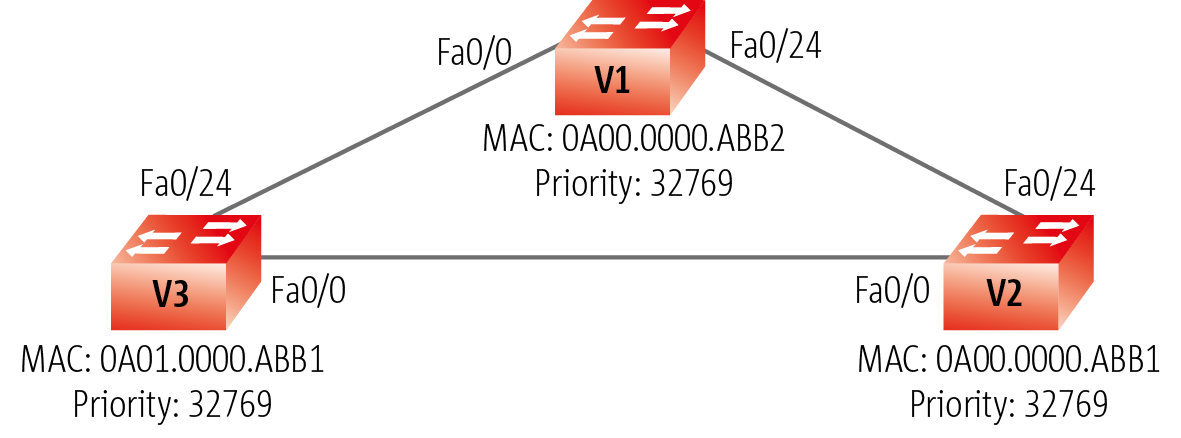 Fa0/0
Fa0/24
V1
MAC: 0A00.0000.ABB2
Priority: 32769
Fa0/24
Fa0/24
V3
Fa0/0
Fa0/0
V2
MAC: 0A01.0000.ABB1
Priority: 32769
MAC: 0A00.0000.ABB1
Priority: 32769